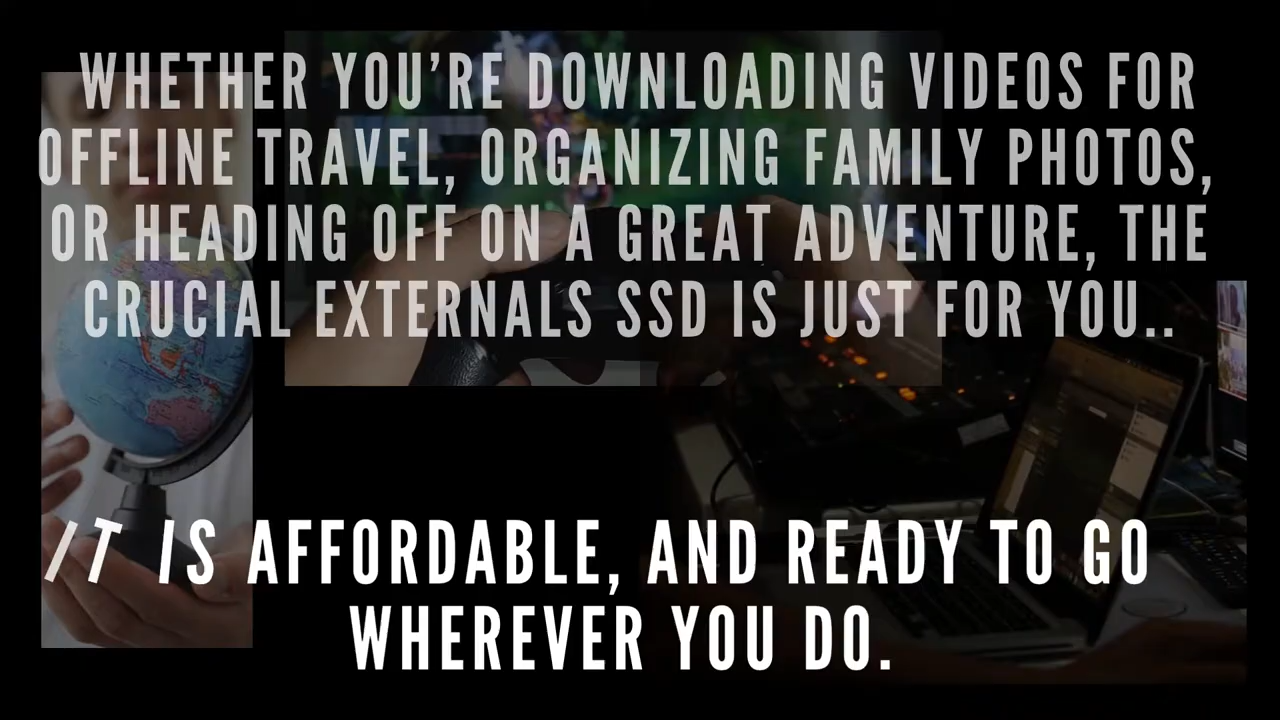 WHETHER YOU'RE DOWNLOADING VIDEOS FOR
OFFLINE TRAVEL, ORGANIZING FAMILY PHOTOS,
OR HEADING OFF ON A GREAT ADVENTURE, THE
CRUCIAL EXTERNALS SSD IS JUST FOR YOU..
IT IS AFFORDABLE, AND READY TO GO
WHEREVER YOU DO.